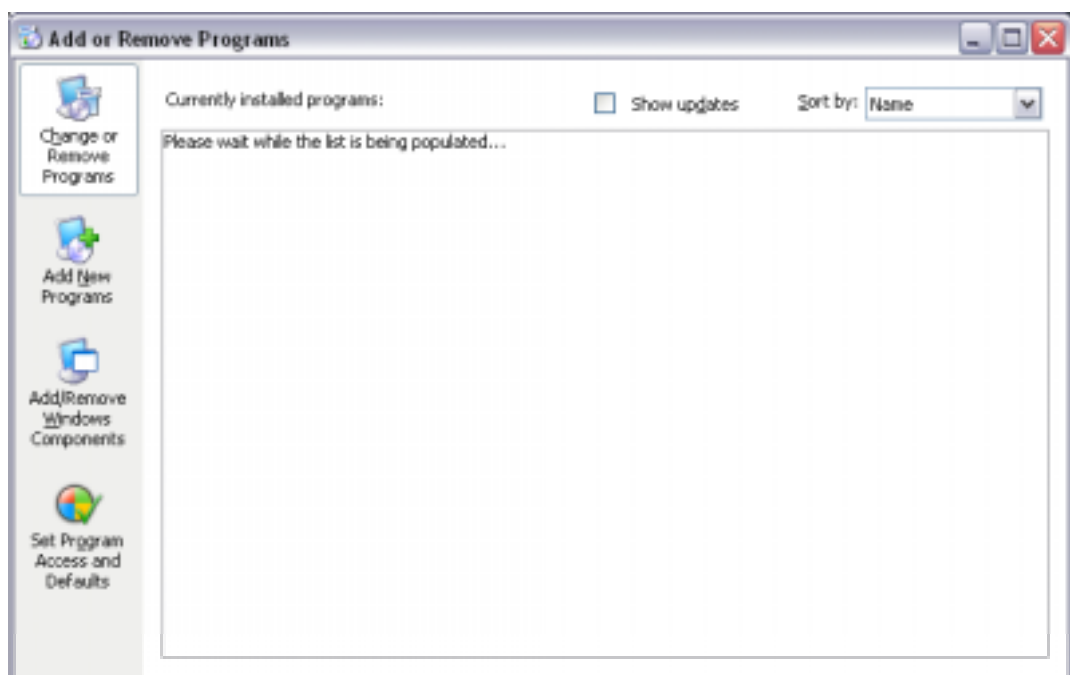 Add or Remove Programs
Change or
Remove
Programs
Add New
Programs
Add/Remove
Windows
Components
Set Program
Access and
Defaults
Currently installed programs:
Show updates
Sort by:
Name
Please wait while the list is being populated...